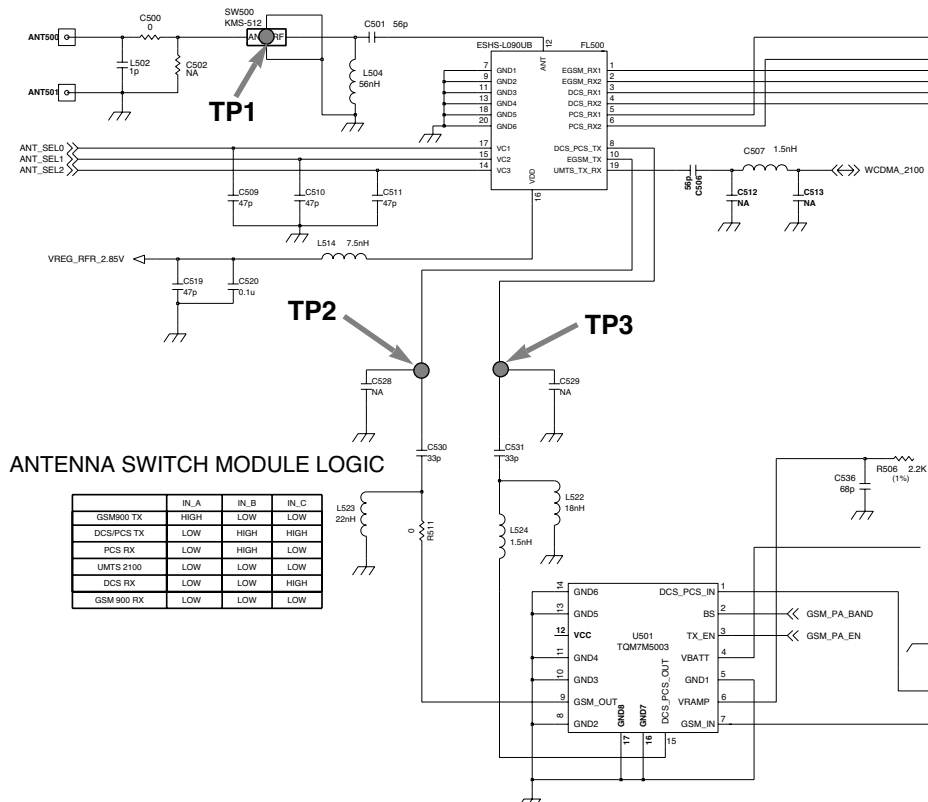 ANT500
C500
0
SW500
KMS-512
AN RF
C501 56p
L502
1p
C502
NA
ANT501
TP1
L504
56nH
ESHS-L090UB
FL500
12
ANT
7 GND1
9 GND2
11 GND3
13 GND4
18 GND5
20 GND6
17 VC1
15 VC2
14 VC3
VDD
16
EGSM_RX1 1
EGSM_RX2 2
DCS_RX1 3
DCS_RX2 4
PCS_RX1 5
PCS_RX2 6
DCS_PCS_TX 8
EGSM_TX 10
UMTS_TX_RX 19
ANT_SEL0
ANT_SEL1
ANT_SEL2
C509
47p
C510
47p
C511
47p
56p
C506
C507 1.5nH
C512
NA
C513
NA
WCDMA_2100
L514 7.5nH
VREG_RFR_2.85V
C519
47p
C520
0.1u
TP2
TP3
C528
NA
C529
NA
C530
33p
C531
33p
L523
22nH
0
R511
L524
1.5nH
L522
18nH
C536
68p
R506 2.2K
(1%)
ANTENNA SWITCH MODULE LOGIC
IN_A IN_B IN_C
GSM900 TX HIGH LOW LOW
DCS/PCS TX LOW HIGH HIGH
PCS RX LOW HIGH LOW
UMTS 2100 LOW LOW LOW
DCS RX LOW LOW HIGH
GSM 900 RX LOW LOW LOW
14 GND6
13 GND5
12 VCC
11 GND4
10 GND3
9 GSM_OUT
8 GND2
U501
TQM7M5003
GND8
17
GND7
16
DCS_PCS_OUT
15
DCS_PCS_IN 1
BS 2
TX_EN 3
VBATT 4
GND1 5
VRAMP 6
GSM_IN 7
GSM_PA_BAND
GSM_PA_EN